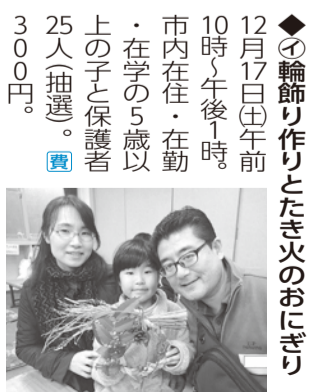 ◆㋑輪飾り作りとたき火のおにぎり
12月17日㈯午前
10時〜午後1時。
市内在住・在勤
・在学の5歳以
上の子と保護者
25人(抽選)。費
300円。